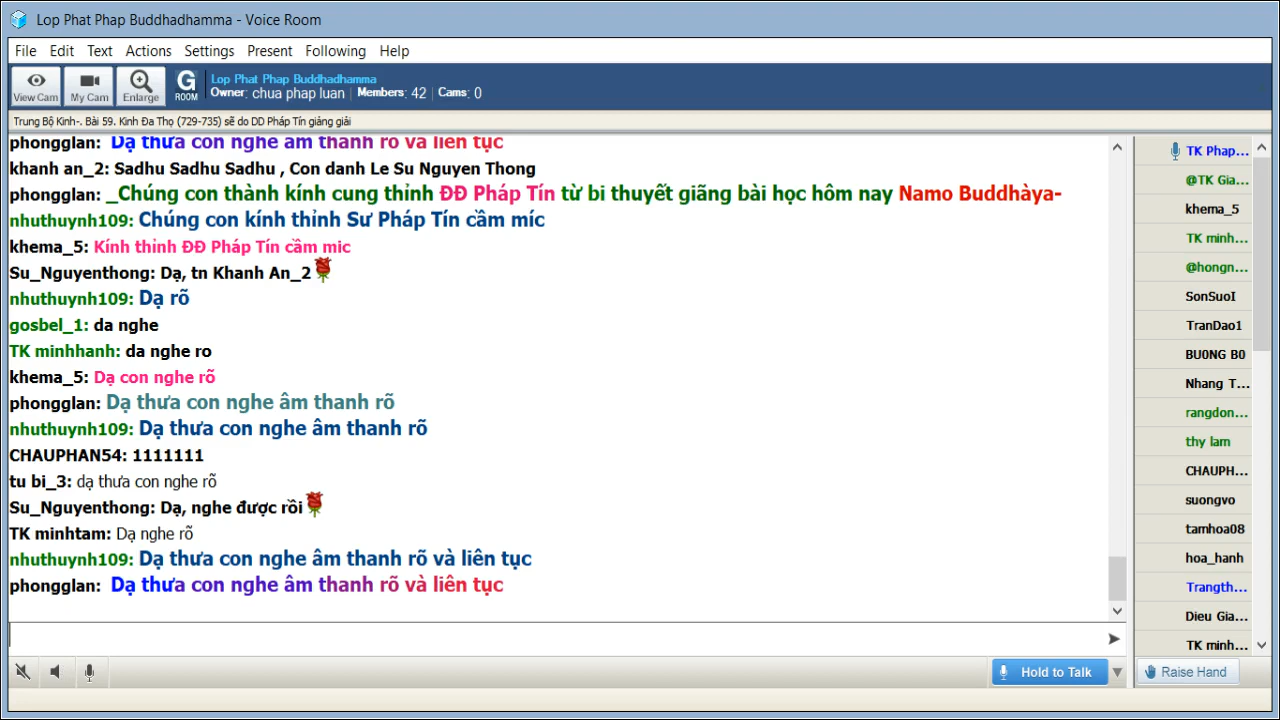 Lop Phat Phap Buddhadhamma - Voice Room
File Edit Text Actions Settings Present Following Help
View Cam My Cam Enlarge G ROOM
Lop Phat Phap Buddhadhamma
Owner: chua phap luan Members: 42 Cams: 0
Trung Bộ Kinh-. Bài 59. Kinh Đa Thọ (729-735) sẽ do DD Pháp Tín giảng giải
phongglan: Dạ thưa con nghe âm thanh rõ và liên tục
khanh an_2: Sadhu Sadhu Sadhu , Con danh Le Su Nguyen Thong
phongglan: _Chúng con thành kính cung thỉnh ĐĐ Pháp Tín từ bi thuyết giãng bài học hôm nay Namo Buddhàya-
nhuthuynh109: Chúng con kính thỉnh Sư Pháp Tín cầm míc
khema_5: Kính thỉnh ĐĐ Pháp Tín cầm mic
Su_Nguyenthong: Dạ, tn Khanh An_2
nhuthuynh109: Dạ rõ
gosbel_1: da nghe
TK minhhanh: da nghe ro
khema_5: Dạ con nghe rõ
phongglan: Dạ thưa con nghe âm thanh rõ
nhuthuynh109: Dạ thưa con nghe âm thanh rõ
CHAUPHAN54: 1111111
tu bi_3: dạ thưa con nghe rõ
Su_Nguyenthong: Dạ, nghe được rồi
TK minhtam: Dạ nghe rõ
nhuthuynh109: Dạ thưa con nghe âm thanh rõ và liên tục
phongglan: Dạ thưa con nghe âm thanh rõ và liên tục
TK Phap...
@TK Gia...
khema_5
TK minh...
@hongn...
SonSuoI
TranDao1
BU0NG B0
Nhang T...
rangdon...
thy lam
CHAUPH...
suongvo
tamhoa08
hoa_hanh
Trangth...
Dieu Gia...
TK minh...
Hold to Talk
Raise Hand